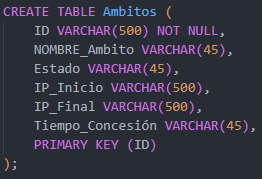 CREATE TABLE Ambitos (
    ID VARCHAR(500) NOT NULL,
    NOMBRE_Ambito VARCHAR(45),
    Estado VARCHAR(45),
    IP_Inicio VARCHAR(500),
    IP_Final VARCHAR(500),
    Tiempo_Concesión VARCHAR(45),
    PRIMARY KEY (ID)
);